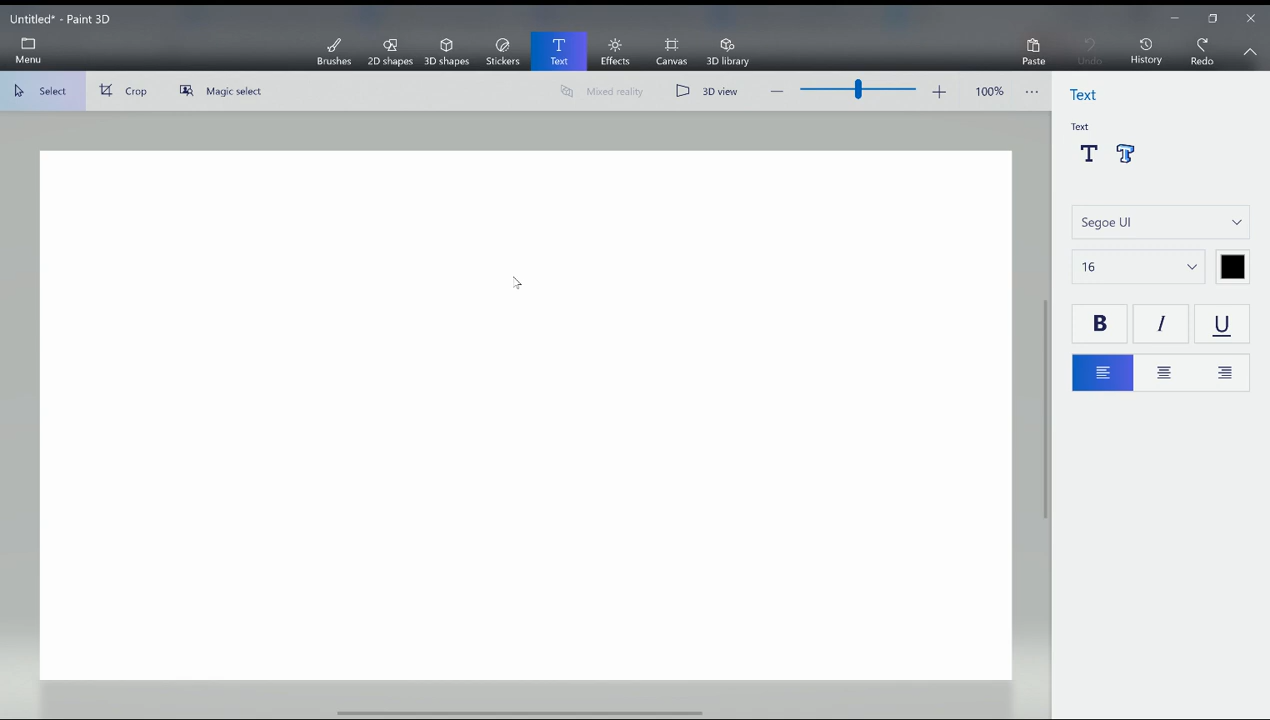 Untitled* - Paint 3D
Menu
Brushes
2D shapes
3D shapes
Stickers
Text
Effects
Canvas
3D library
Paste
Undo
History
Redo
Select
Crop
Magic select
Mixed reality
3D view
100%
Text
Text
Segoe UI
16
B
I
U